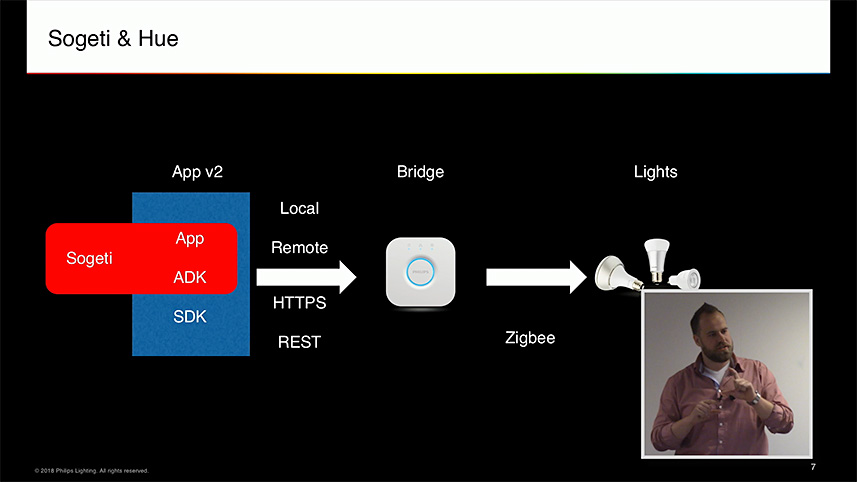 Sogeti & Hue
App v2
Bridge
Lights
Local
App
Remote
Sogeti
ADK
PHILIPS
HTTPS
SDK
REST
Zigbee
© 2018 Philips Lighting. All rights reserved.
7